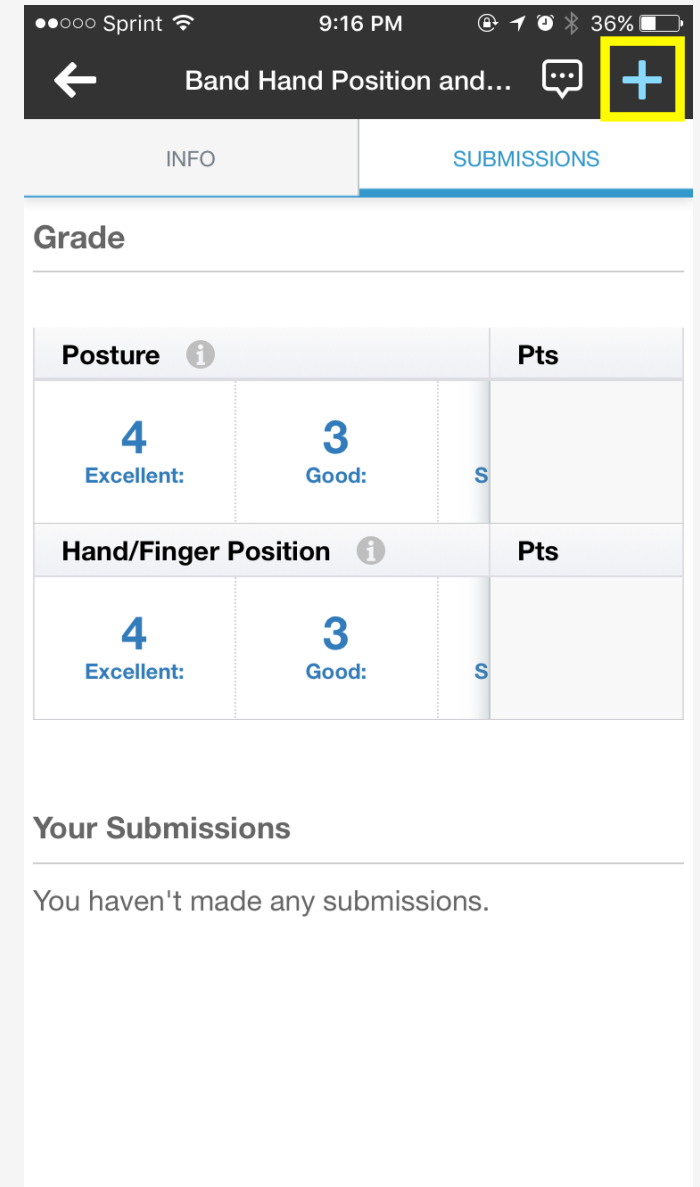 Sprint 9:16 PM 36%
Band Hand Position and...
INFO SUBMISSIONS
Grade
Posture Pts
4 3
Excellent: Good: S
Hand/Finger Position Pts
4 3
Excellent: Good: S
Your Submissions
You haven't made any submissions.